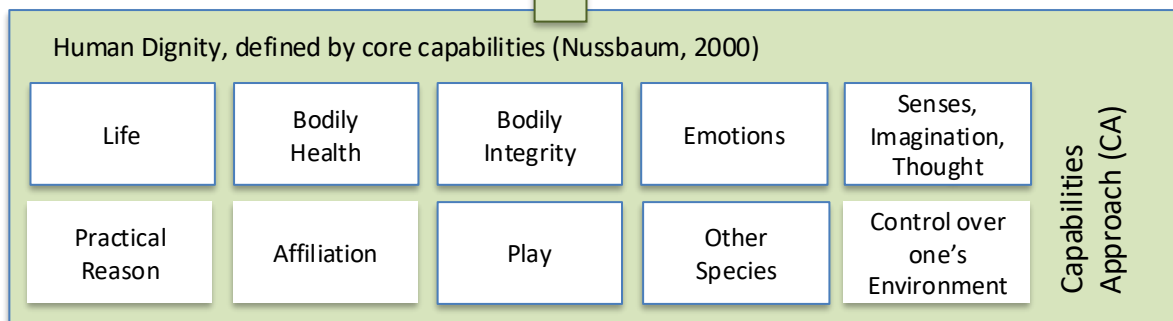 Human Dignity, defined by core capabilities (Nussbaum, 2000)
Life
Bodily
Health
Bodily
Integrity
Emotions
Senses,
Imagination,
Thought
Practical
Reason
Affiliation
Play
Other
Species
Control over
one’s
Environment
Capabilities
Approach (CA)